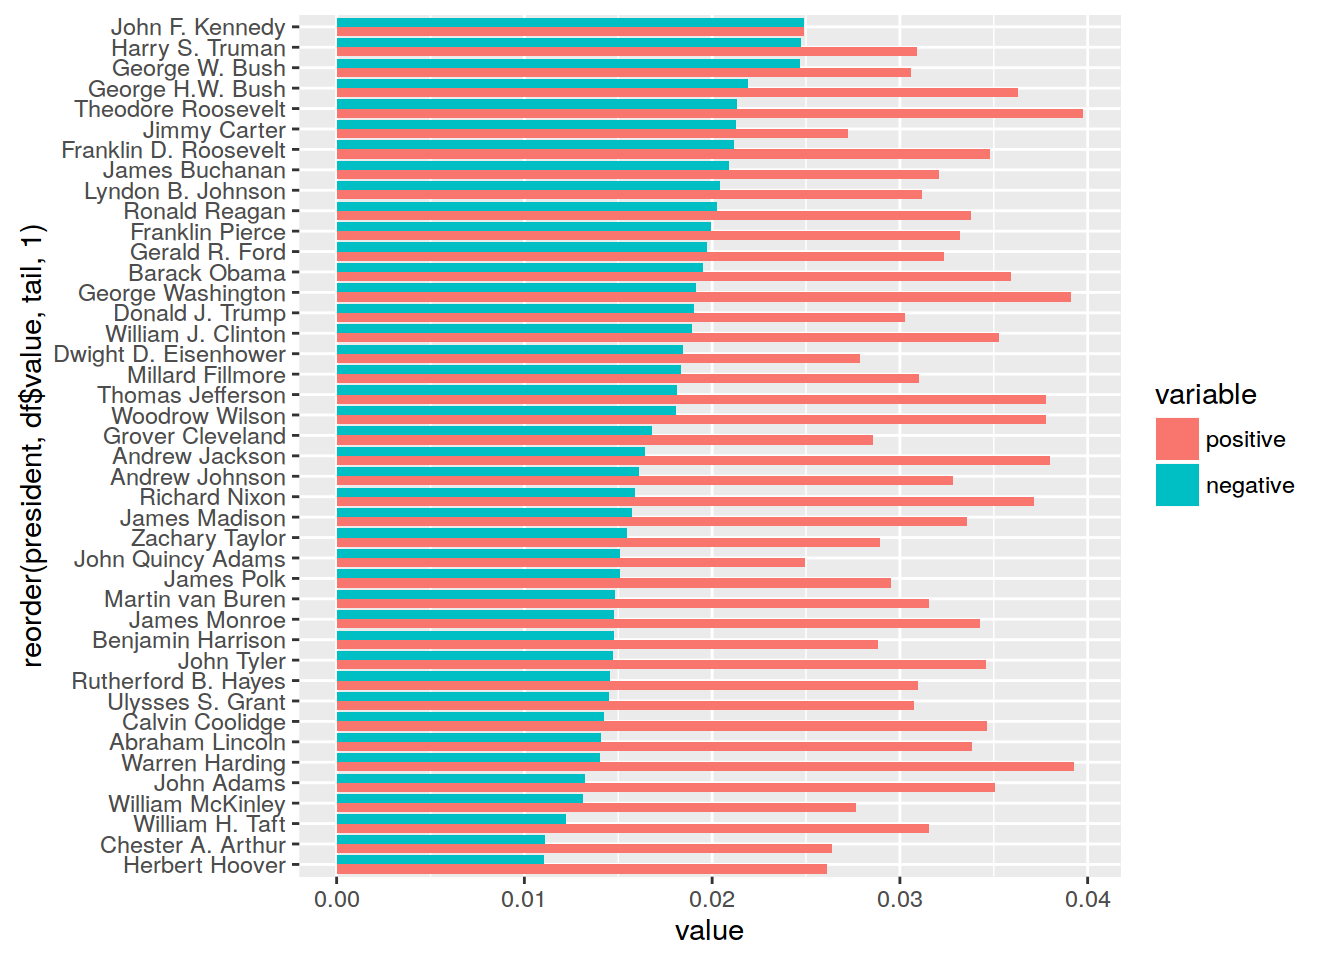 John F. Kennedy
Harry S. Truman
George W. Bush
George H.W. Bush
Theodore Roosevelt
Jimmy Carter
Franklin D. Roosevelt
James Buchanan
Lyndon B. Johnson
Ronald Reagan
Franklin Pierce
Gerald R. Ford
Barack Obama
George Washington
Donald J. Trump
William J. Clinton
Dwight D. Eisenhower
Millard Fillmore
Thomas Jefferson
Woodrow Wilson
Grover Cleveland
Andrew Jackson
Andrew Johnson
Richard Nixon
James Madison
Zachary Taylor
John Quincy Adams
James Polk
Martin van Buren
James Monroe
Benjamin Harrison
John Tyler
Rutherford B. Hayes
Ulysses S. Grant
Calvin Coolidge
Abraham Lincoln
Warren Harding
John Adams
William McKinley
William H. Taft
Chester A. Arthur
Herbert Hoover
reorder(president, df$value, tail, 1)
0.00 0.01 0.02 0.03 0.04
value
variable
positive
negative